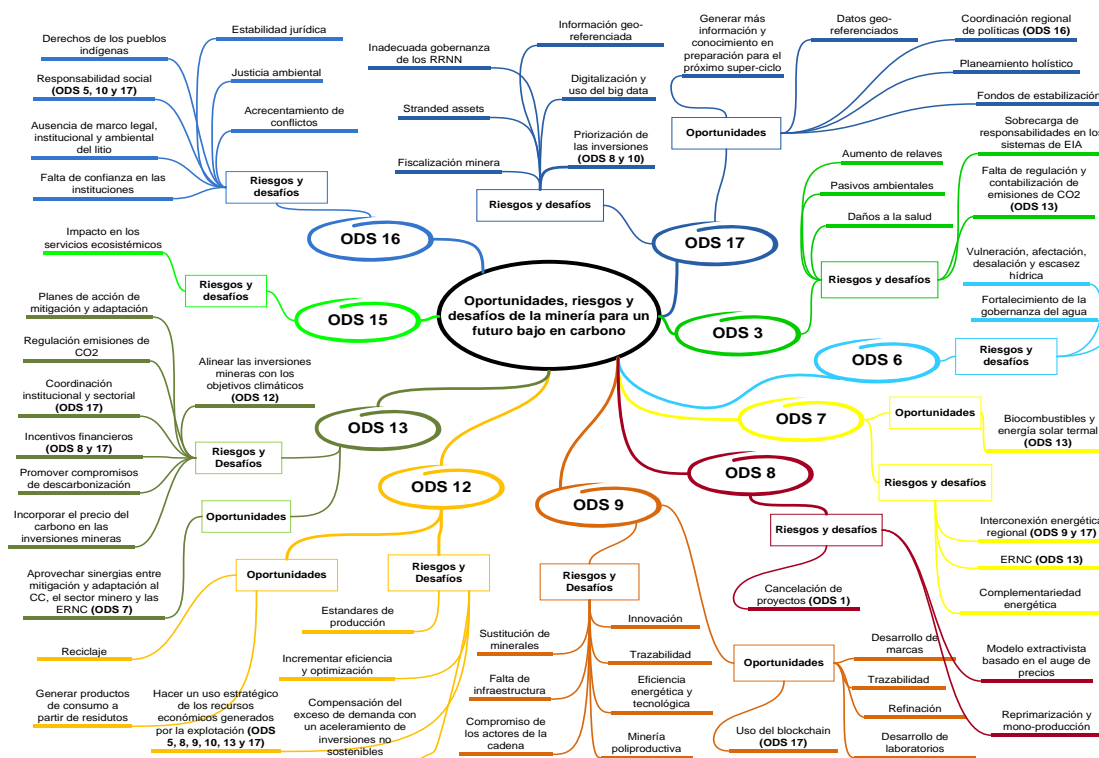 Oportunidades, riesgos y
desafíos de la minería para un
futuro bajo en carbono
ODS 16
Riesgos y
desafíos
Derechos de los pueblos
indígenas
Responsabilidad social
(ODS 5, 10 y 17)
Ausencia de marco legal,
institucional y ambiental
del litio
Falta de confianza en las
instituciones
Estabilidad jurídica
Justicia ambiental
Acrecentamiento de
conflictos
ODS 17
Riesgos y desafíos
Inadecuada gobernanza
de los RRNN
Stranded assets
Fiscalización minera
Información geo-
referenciada
Digitalización y
uso del big data
Priorización de
las inversiones
(ODS 8 y 10)
Oportunidades
Generar más
información y
conocimiento en
preparación para el
próximo super-ciclo
Datos geo-
referenciados
Coordinación regional
de políticas (ODS 16)
Planeamiento holístico
Fondos de estabilización
ODS 3
Riesgos y desafíos
Aumento de relaves
Pasivos ambientales
Daños a la salud
Sobrecarga de
responsabilidades en los
sistemas de EIA
Falta de regulación y
contabilización de
emisiones de CO2
(ODS 13)
ODS 6
Riesgos y
desafíos
Vulneración, afectación,
desalación y escasez
hídrica
Fortalecimiento de la
gobernanza del agua
ODS 7
Oportunidades
Biocombustibles y
energía solar termal
(ODS 13)
Riesgos y desafíos
Interconexión energética
regional (ODS 9 y 17)
ERNC (ODS 13)
Complementariedad
energética
ODS 8
Riesgos y desafíos
Cancelación de
proyectos (ODS 1)
Modelo extractivista
basado en el auge de
precios
Reprimarización y
mono-producción
ODS 9
Riesgos y
Desafíos
Sustitución de
minerales
Falta de
infraestructura
Compromiso de
los actores de la
cadena
Innovación
Trazabilidad
Eficiencia
energética y
tecnológica
Minería
poliproductiva
Oportunidades
Uso del blockchain
(ODS 17)
Desarrollo de
marcas
Trazabilidad
Refinación
Desarrollo de
laboratorios
ODS 12
Oportunidades
Reciclaje
Generar productos
de consumo a
partir de residutos
Hacer un uso estratégico
de los recursos
económicos generados
por la explotación (ODS
5, 8, 9, 10, 13 y 17)
Riesgos y
Desafíos
Estandares de
producción
Incrementar eficiencia
y optimización
Compensación del
exceso de demanda con
un aceleramiento de
inversiones no
sostenibles
ODS 13
Riesgos y
Desafíos
Planes de acción de
mitigación y adaptación
Regulación emisiones de
CO2
Coordinación
institucional y sectorial
(ODS 17)
Incentivos financieros
(ODS 8 y 17)
Promover compromisos
de descarbonización
Incorporar el precio del
carbono en las
inversiones mineras
Alinear las inversiones
mineras con los
objetivos climáticos
(ODS 12)
Oportunidades
Aprovechar sinergias entre
mitigación y adaptación al
CC, el sector minero y las
ERNC (ODS 7)
ODS 15
Riesgos y
desafíos
Impacto en los
servicios ecosistémicos